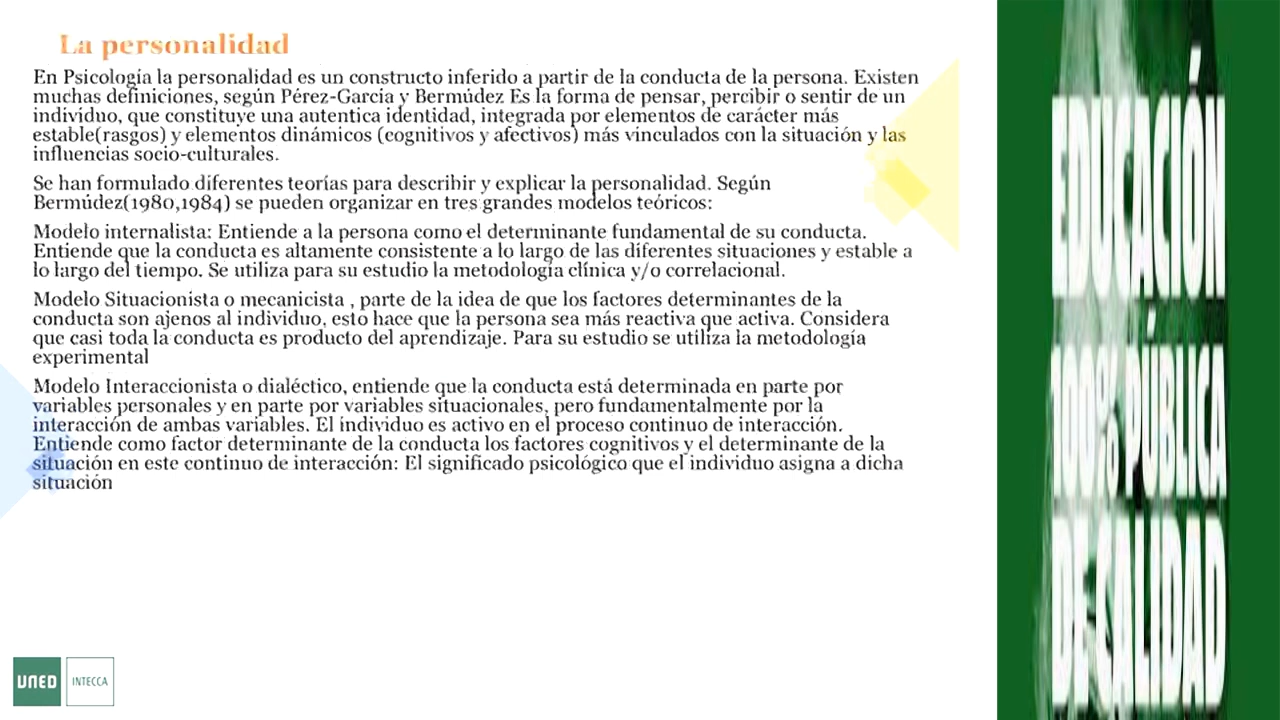 La personalidad
En Psicología la personalidad es un constructo inferido a partir de la conducta de la persona. Existen
muchas definiciones, según Pérez-García y Bermúdez Es la forma de pensar, percibir o sentir de un
individuo, que constituye una autentica identidad, integrada por elementos de carácter más
estable(rasgos) y elementos dinámicos (cognitivos y afectivos) más vinculados con la situación y las
influencias socio-culturales.
Se han formulado diferentes teorías para describir y explicar la personalidad. Según
Bermúdez(1980,1984) se pueden organizar en tres grandes modelos teóricos:
Modelo internalista: Entiende a la persona como el determinante fundamental de su conducta.
Entiende que la conducta es altamente consistente a lo largo de las diferentes situaciones y estable a
lo largo del tiempo. Se utiliza para su estudio la metodología clínica y/o correlacional.
Modelo Situacionista o mecanicista , parte de la idea de que los factores determinantes de la
conducta son ajenos al individuo, esto hace que la persona sea más reactiva que activa. Considera
que casi toda la conducta es producto del aprendizaje. Para su estudio se utiliza la metodología
experimental
Modelo Interaccionista o dialéctico, entiende que la conducta está determinada en parte por
variables personales y en parte por variables situacionales, pero fundamentalmente por la
interacción de ambas variables. El individuo es activo en el proceso continuo de interacción.
Entiende como factor determinante de la conducta los factores cognitivos y el determinante de la
situación en este continuo de interacción: El significado psicológico que el individuo asigna a dicha
situación
UNED
INTECCA
EDUCACIÓN
100% PÚBLICA
DE CALIDAD